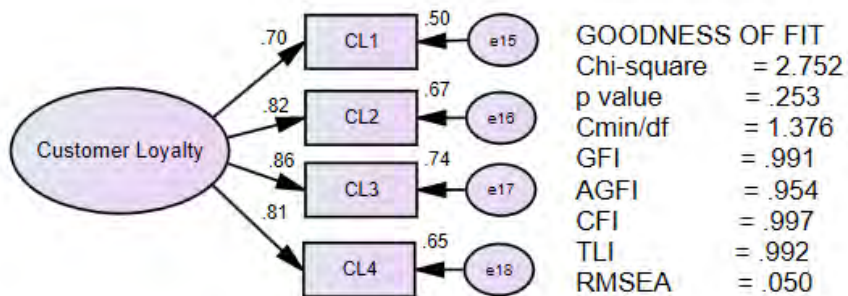 .70
CL1
.50
e15
.82
CL2
.67
e16
Customer Loyalty
.86
CL3
.74
e17
.81
CL4
.65
e18
GOODNESS OF FIT
Chi-square = 2.752
p value = .253
Cmin/df = 1.376
GFI = .991
AGFI = .954
CFI = .997
TLI = .992
RMSEA = .050